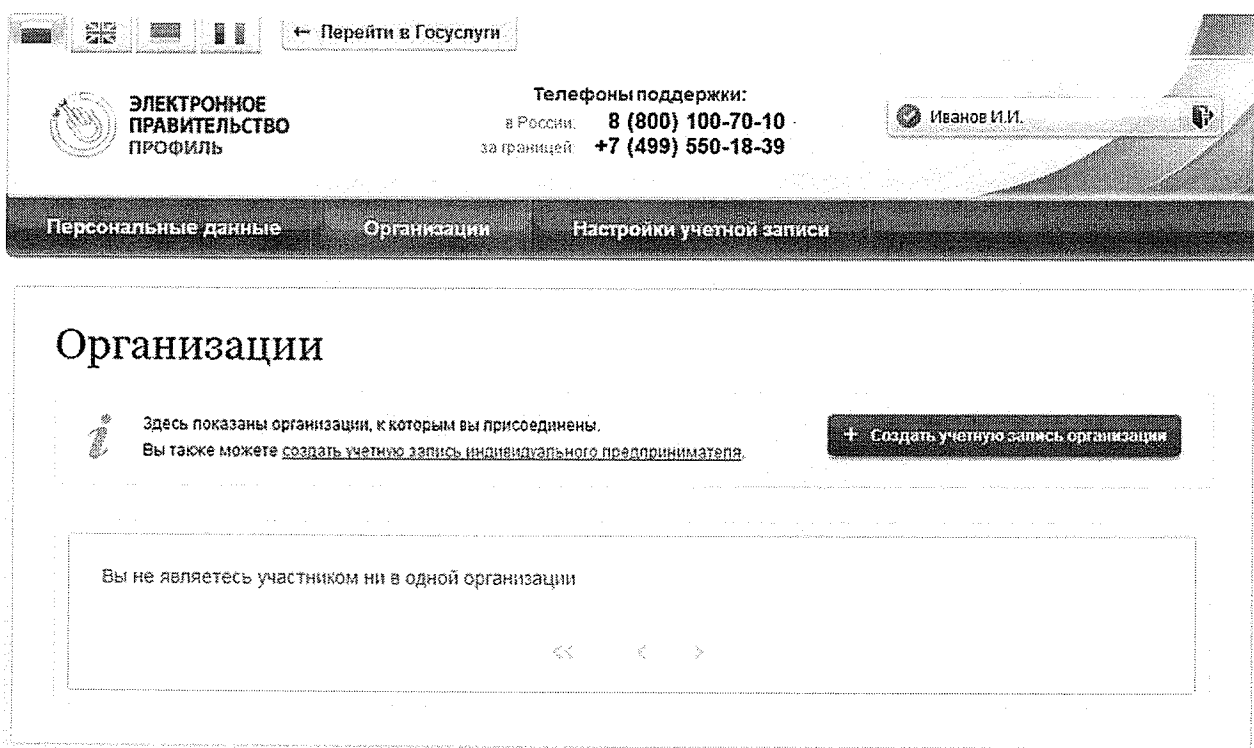 ← Перейти в Госуслуги
ЭЛЕКТРОННОЕ
ПРАВИТЕЛЬСТВО
ПРОФИЛЬ
Телефоны поддержки:
в России: 8 (800) 100-70-10
за границей: +7 (499) 550-18-39
Иванов И.И.
Персональные данные Организации Настройки учетной записи
Организации
Здесь показаны организации, к которым вы присоединены.
Вы также можете создать учетную запись индивидуального предпринимателя.
+ Создать учетную запись организации
Вы не являетесь участником ни в одной организации